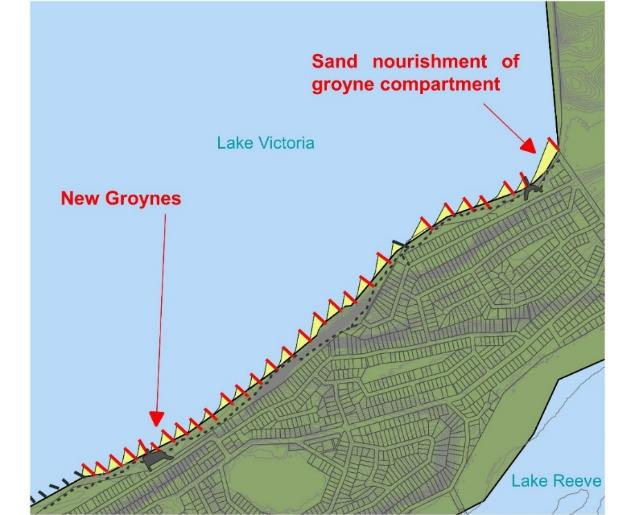 Sand nourishment of
groyne compartment
Lake Victoria
New Groynes
Lake Reeve